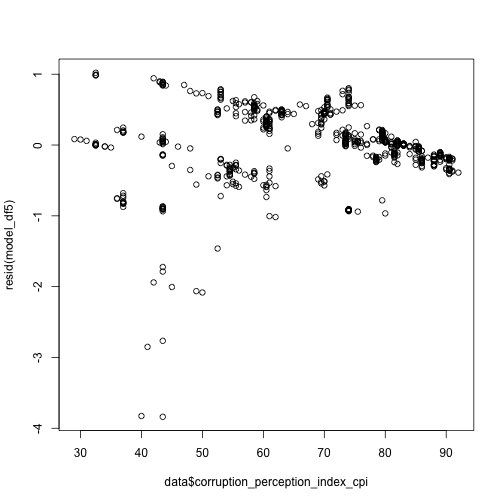 1
0
-1
-2
-3
-4
resid(model_df5)
30 40 50 60 70 80 90
data$corruption_perception_index_cpi